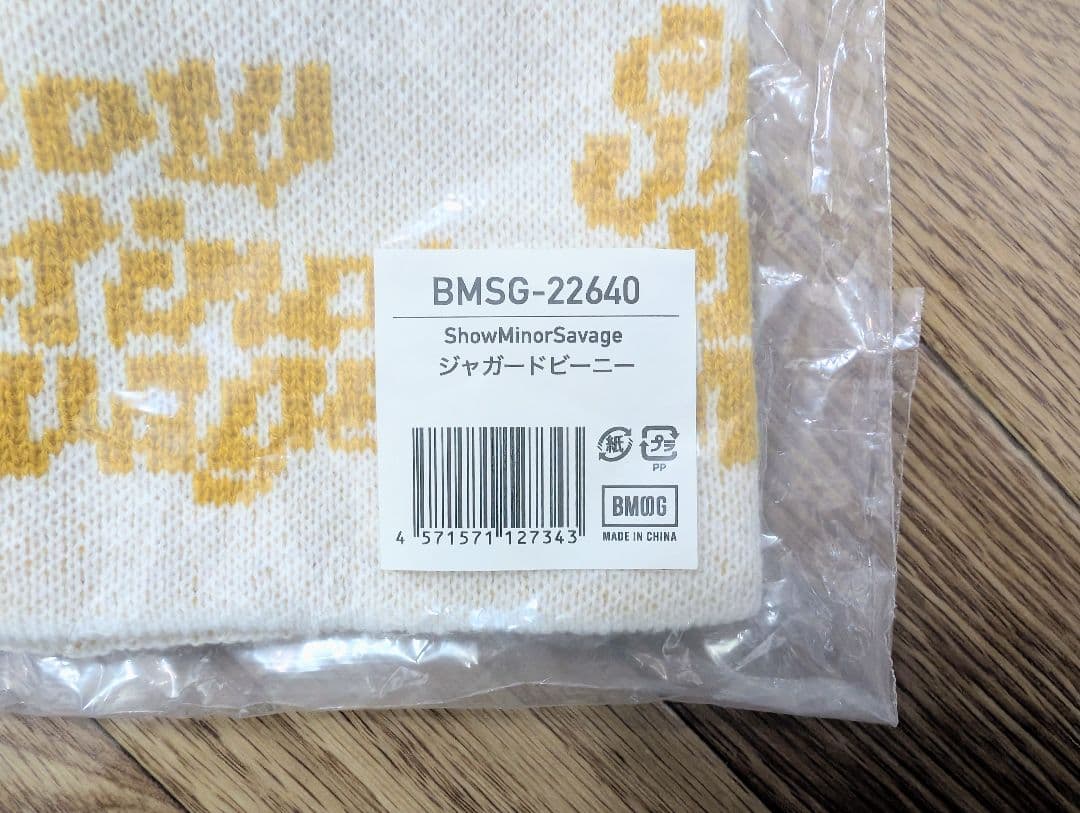 BMSG-22640
ShowMinorSavage
ジャガードビーニー
紙
プラ
PP
BMSG
MADE IN CHINA
4 571571 127343